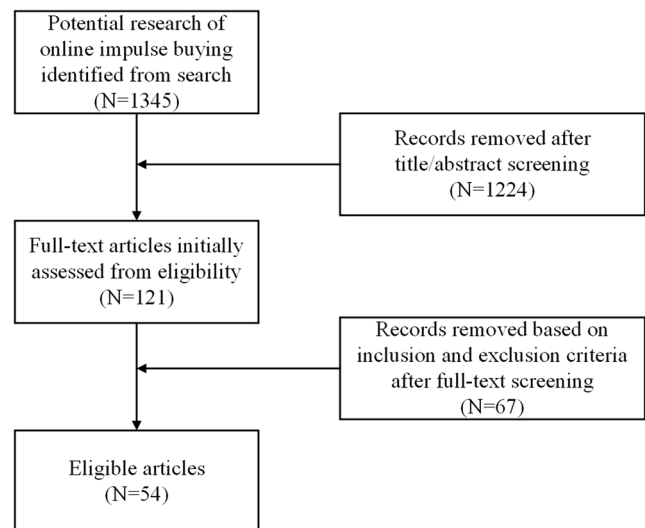 Potential research of
online impulse buying
identified from search
(N=1345)
Records removed after
title/abstract screening
(N=1224)
Full-text articles initially
assessed from eligibility
(N=121)
Records removed based on
inclusion and exclusion criteria
after full-text screening
(N=67)
Eligible articles
(N=54)